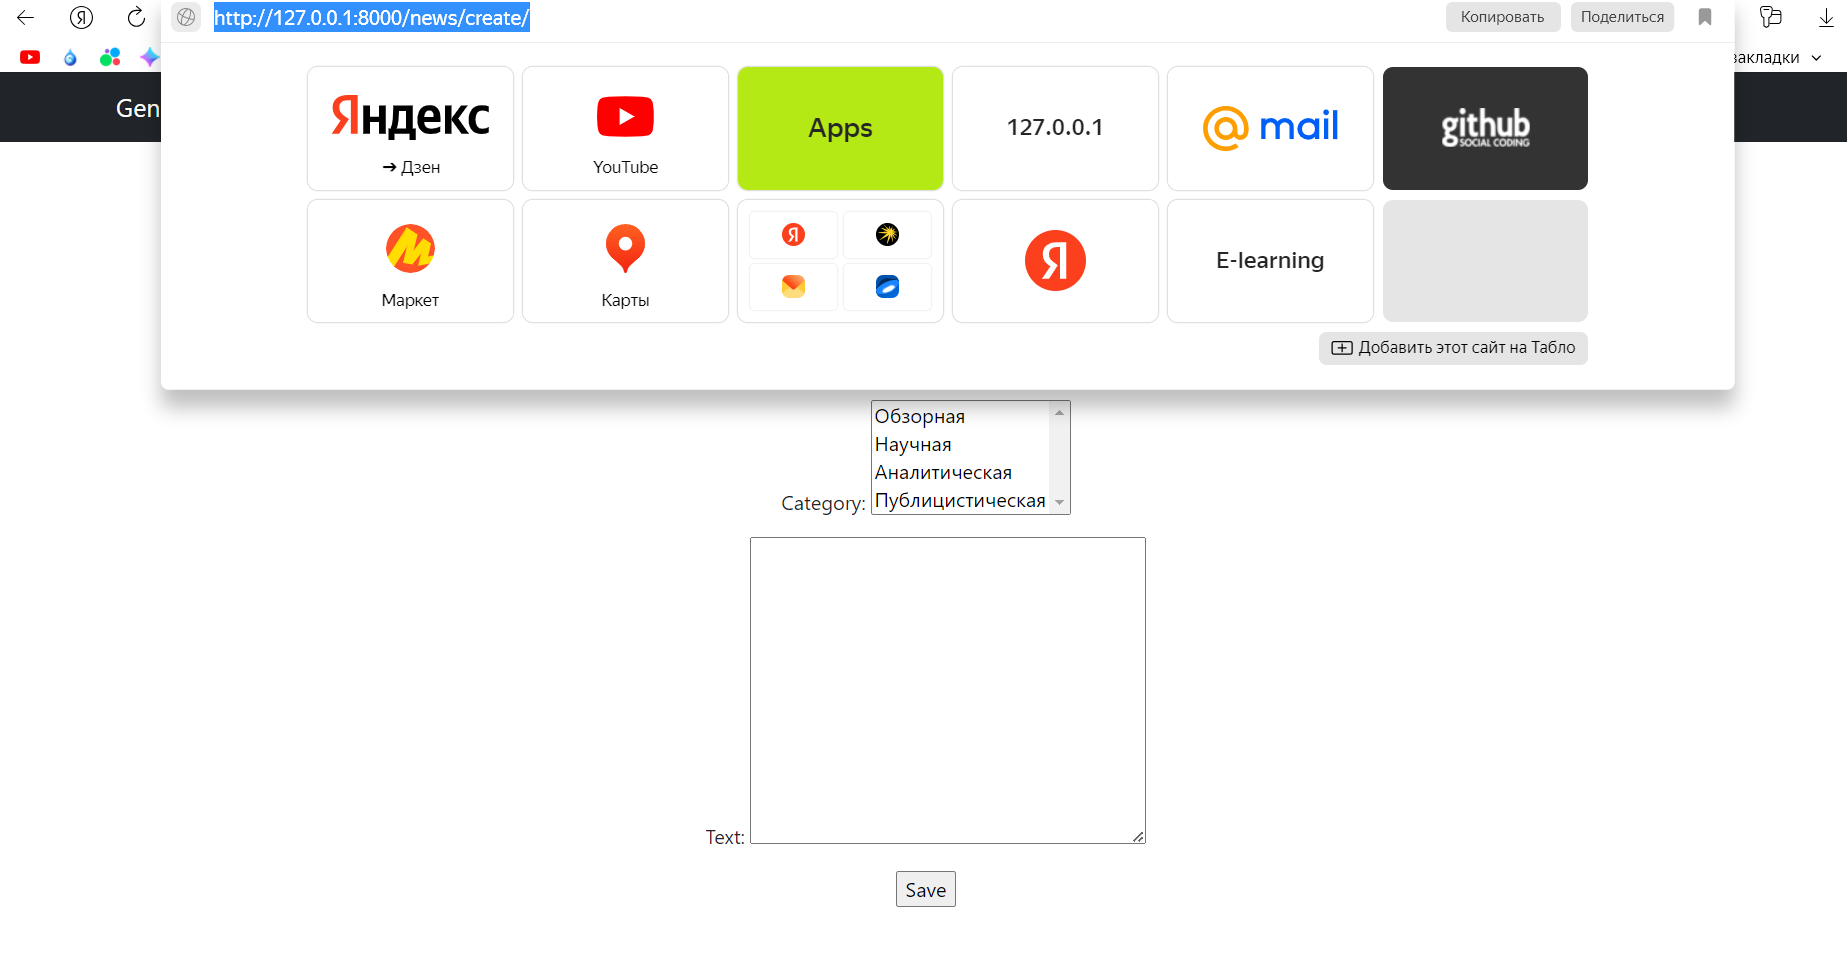 http://127.0.0.1:8000/news/create/
Копировать
Поделиться
закладки
Gen
Яндекс
➔ Дзен
YouTube
Apps
127.0.0.1
@mail
github
SOCIAL CODING
Маркет
Карты
Я
E-learning
Добавить этот сайт на Табло
Обзорная
Научная
Аналитическая
Category: Публицистическая
Text:
Save